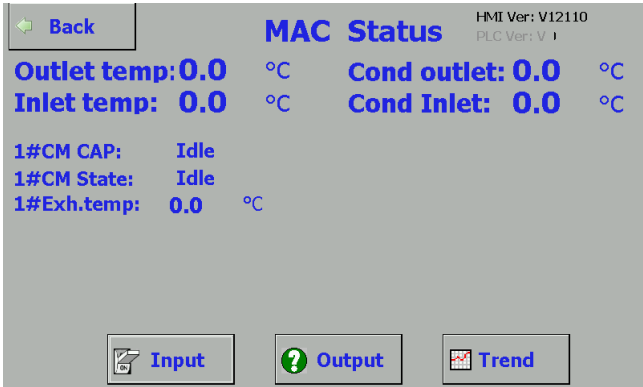 Back
MAC Status
HMI Ver: V12110
PLC Ver: V
Outlet temp: 0.0 °C Cond outlet: 0.0 °C
Inlet temp: 0.0 °C Cond Inlet: 0.0 °C
1#CM CAP: Idle
1#CM State: Idle
1#Exh.temp: 0.0 °C
ON
Input
Output
Trend